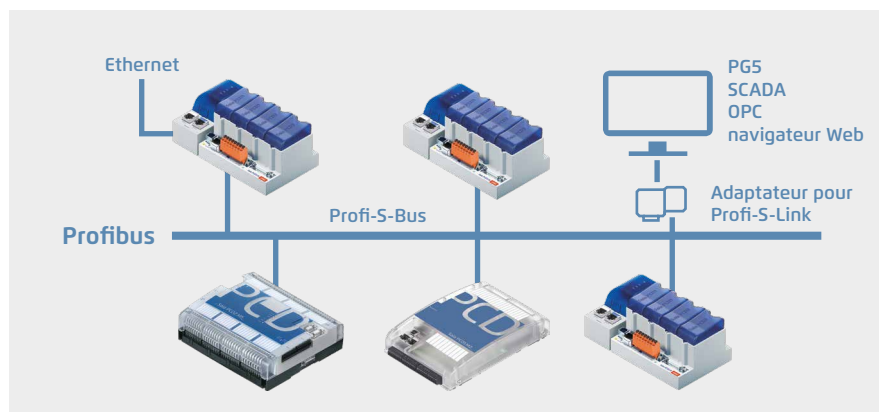 Ethernet
PG5
SCADA
OPC
navigateur Web
Adaptateur pour
Profi-S-Link
Profi-S-Bus
Profibus
PCD
PCD